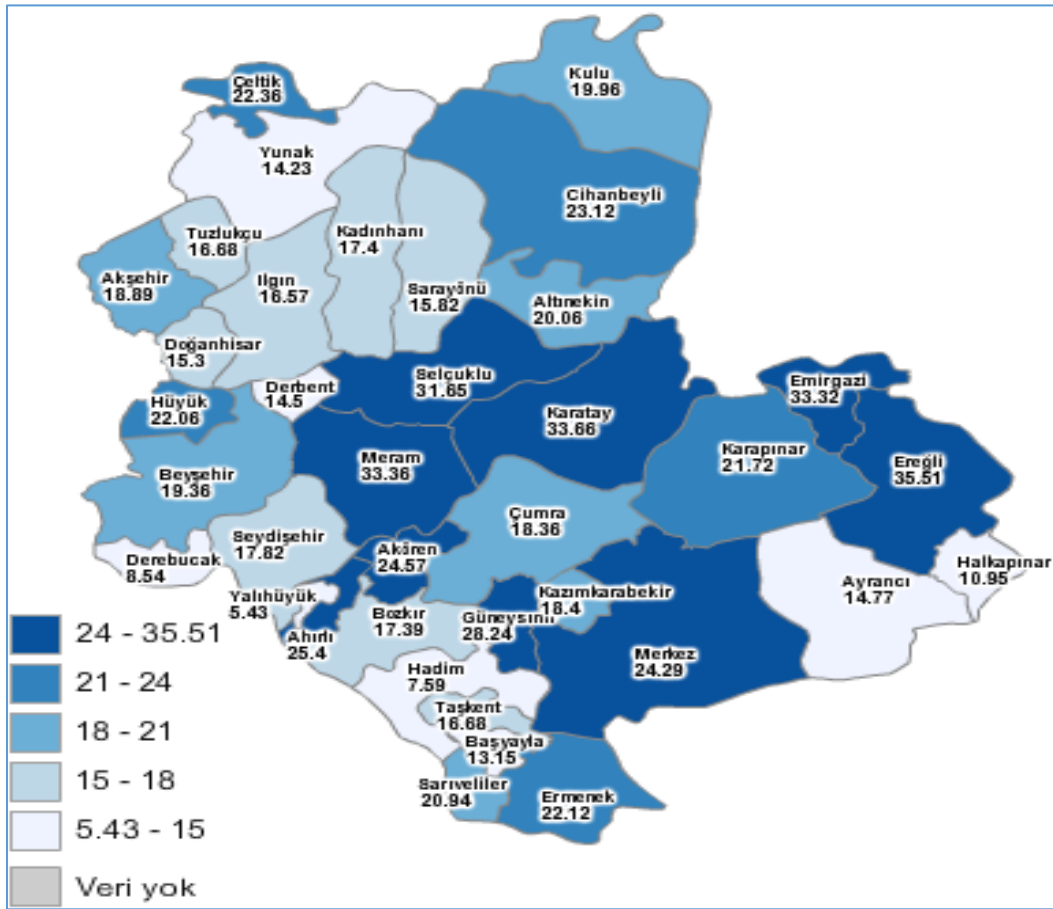 Kulu
19.96
Çeltik
22.36
Yunak
14.23
Cihanbeyli
23.12
Tuzlukçu
16.68
Kadınhanı
17.4
Akşehir
18.89
Ilgın
16.57
Sarayönü
15.82
Altınekin
20.06
Doğanhisar
15.3
Selçuklu
31.65
Derbent
14.5
Emirgazi
33.32
Hüyük
22.06
Karatay
33.66
Karapınar
21.72
Meram
33.36
Ereğli
35.51
Beyşehir
19.36
Çumra
18.36
Seydişehir
17.82
Akören
24.57
Derebucak
8.54
Halkapınar
10.95
Ayrancı
14.77
Yalıhüyük
5.43
Kazımkarabekir
18.4
Bozkır
17.39
Güneysınır
28.24
Ahırlı
25.4
Merkez
24.29
Hadim
7.59
Taşkent
16.68
Başyayla
13.15
Sarıveliler
20.94
Ermenek
22.12
24 - 35.51
21 - 24
18 - 21
15 - 18
5.43 - 15
Veri yok